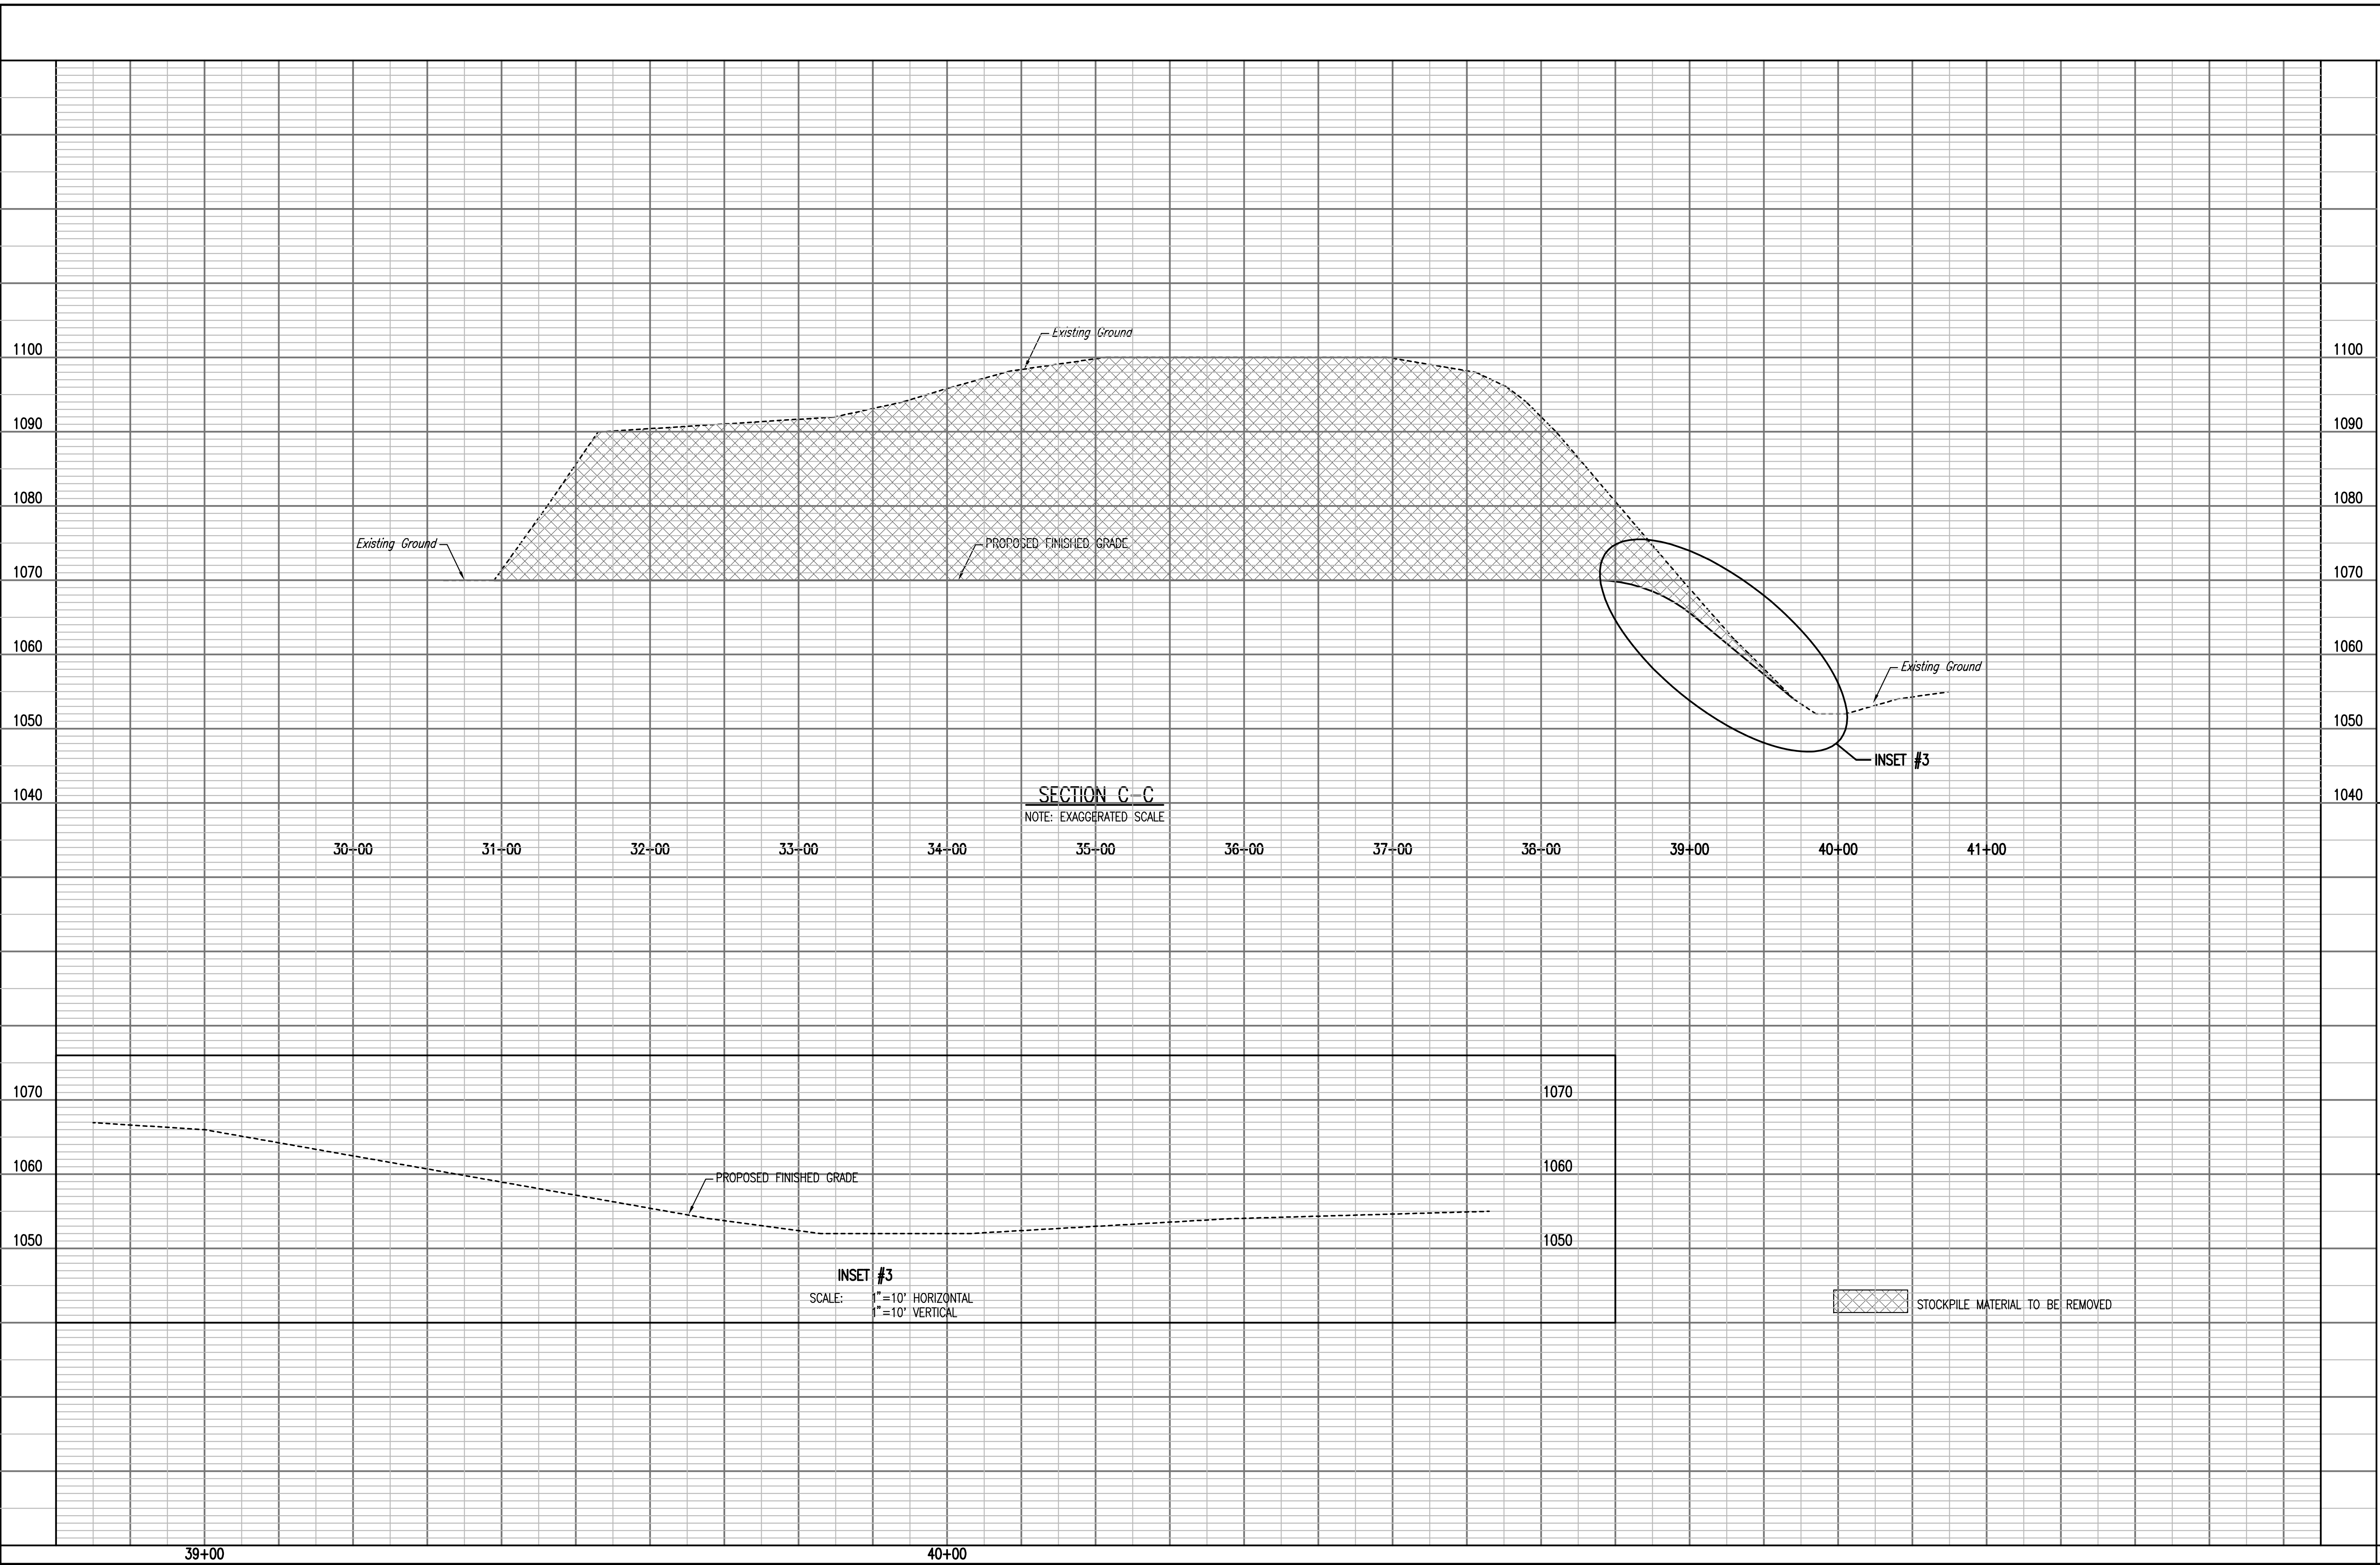 Existing Ground
1100 1100
1090 1090
1080 1080
Existing Ground
PROPOSED FINISHED GRADE
1070 1070
1060 1060
Existing Ground
1050 1050
INSET #3
1040 1040
SECTION C-C
NOTE: EXAGGERATED SCALE
30+00 31+00 32+00 33+00 34+00 35+00 36+00 37+00 38+00 39+00 40+00 41+00
1070 1070
1060 1060
PROPOSED FINISHED GRADE
1050 1050
INSET #3
SCALE: 1"=10' HORIZONTAL
1"=10' VERTICAL
STOCKPILE MATERIAL TO BE REMOVED
39+00 40+00